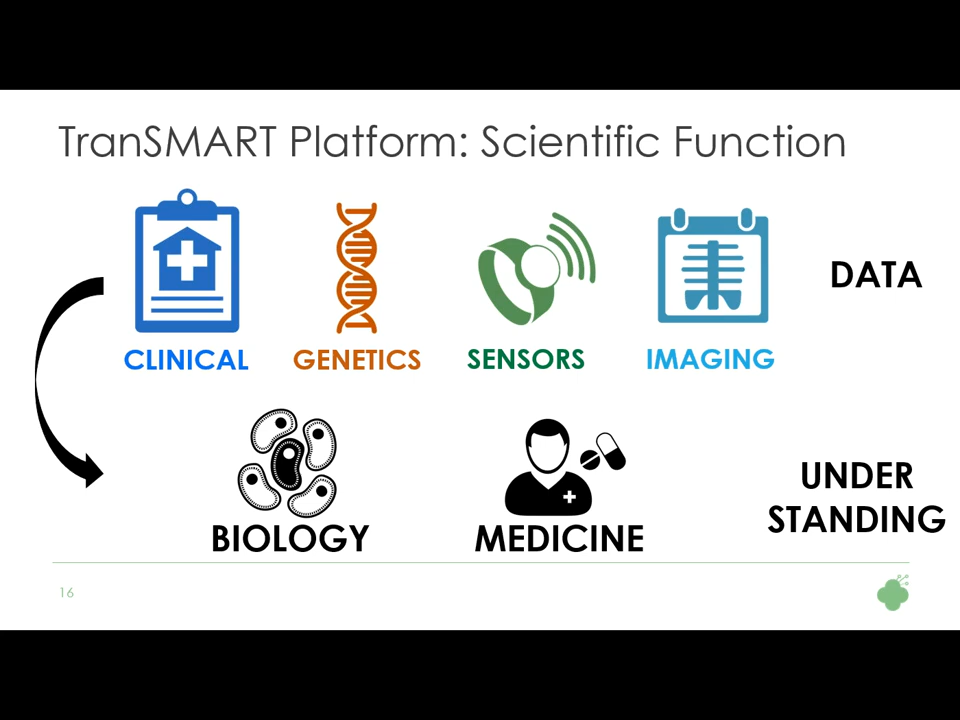 TranSMART Platform: Scientific Function
DATA
CLINICAL
GENETICS
SENSORS
IMAGING
UNDER
STANDING
BIOLOGY
MEDICINE
16